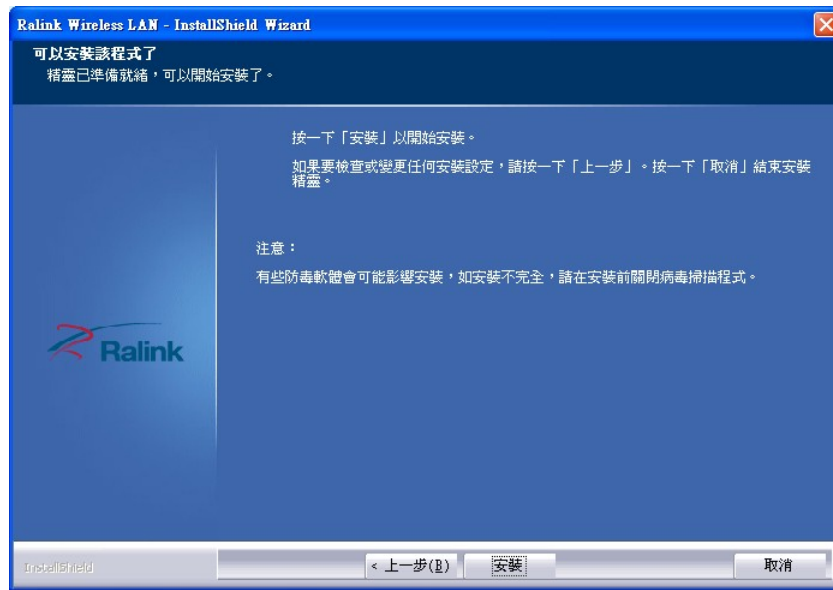 Ralink Wireless LAN - InstallShield Wizard
可以安裝該程式了
精靈已準備就緒，可以開始安裝了。
按一下「安裝」以開始安裝。
如果要檢查或變更任何安裝設定，請按一下「上一步」。按一下「取消」結束安裝
精靈。
注意：
有些防毒軟體會可能影響安裝，如安裝不完全，請在安裝前關閉病毒掃描程式。
Ralink
InstallShield
< 上一步(B)
安裝
取消